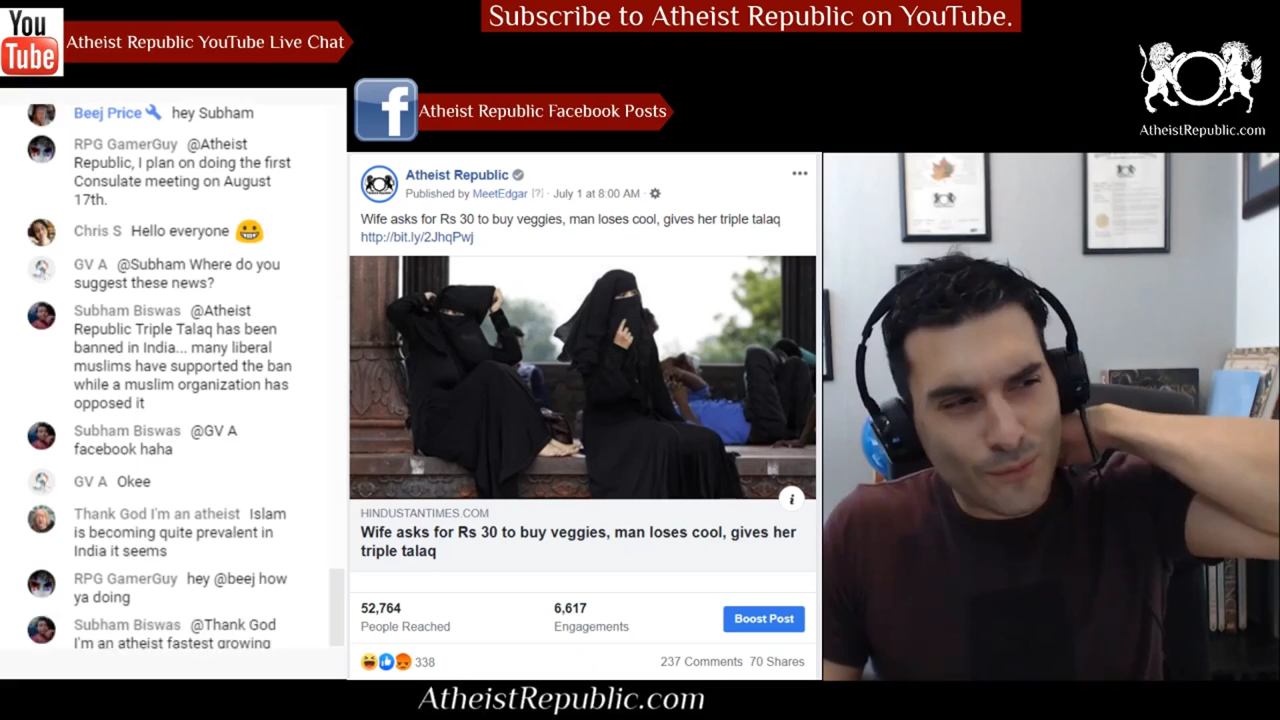 You
Tube
Atheist Republic YouTube Live Chat
Subscribe to Atheist Republic on YouTube.
AtheistRepublic.com
f
Atheist Republic Facebook Posts
Beej Price hey Subham
RPG GamerGuy @Atheist
Republic, I plan on doing the first
Consulate meeting on August
17th.
Chris S Hello everyone 😁
GV A @Subham Where do you
suggest these news?
Subham Biswas @Atheist
Republic Triple Talaq has been
banned in India... many liberal
muslims have supported the ban
while a muslim organization has
opposed it
Subham Biswas @GV A
facebook haha
GV A Okee
Thank God I'm an atheist Islam
is becoming quite prevalent in
India it seems
RPG GamerGuy hey @beej how
ya doing
Subham Biswas @Thank God
I'm an atheist fastest growing
Atheist Republic
Published by MeetEdgar [?] · July 1 at 8:00 AM ·
Wife asks for Rs 30 to buy veggies, man loses cool, gives her triple talaq
http://bit.ly/2JhqPwj
i
HINDUSTANTIMES.COM
Wife asks for Rs 30 to buy veggies, man loses cool, gives her
triple talaq
52,764
People Reached
6,617
Engagements
Boost Post
338
237 Comments 70 Shares
AtheistRepublic.com